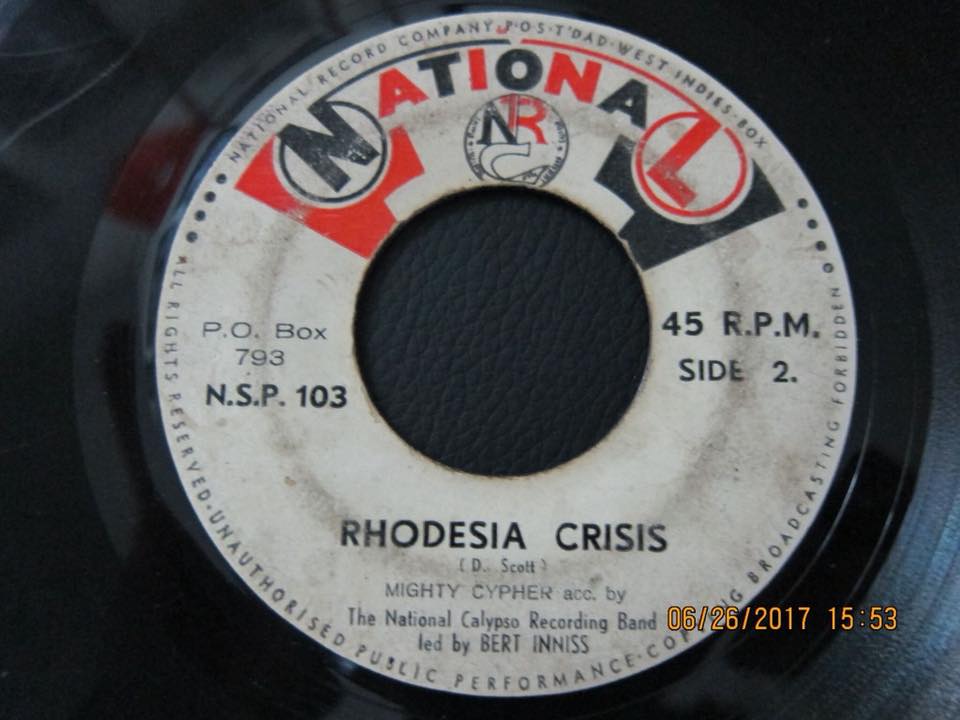 NATIONAL RECORD COMPANY·P·O·S·T'DAD·WEST INDIES·BOX
NATIONAL
NRC
P.O. Box
793
N.S.P. 103
45 R.P.M.
SIDE 2.
RHODESIA CRISIS
(D. Scott)
MIGHTY CYPHER acc. by
The National Calypso Recording Band
led by BERT INNISS
ALL RIGHTS RESERVED·UNAUTHORISED PUBLIC PERFORMANCE·COPYING BROADCASTING FORBIDDEN
06/26/2017 15:53